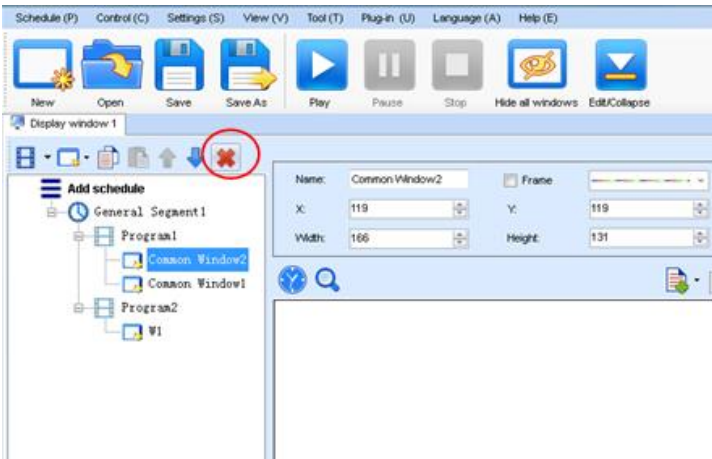 Schedule (P) Control (C) Settings (S) View (V) Tool (T) Plug-in (U) Language (A) Help (E)
New Open Save Save As Play Pause Stop Hide all windows Edit/Collapse
Display window 1
Add schedule
General Segment1
Program1
Common Window2
Common Window1
Program2
W1
Name: Common Window2 Frame
X: 119 Y: 119
Width: 166 Height: 131